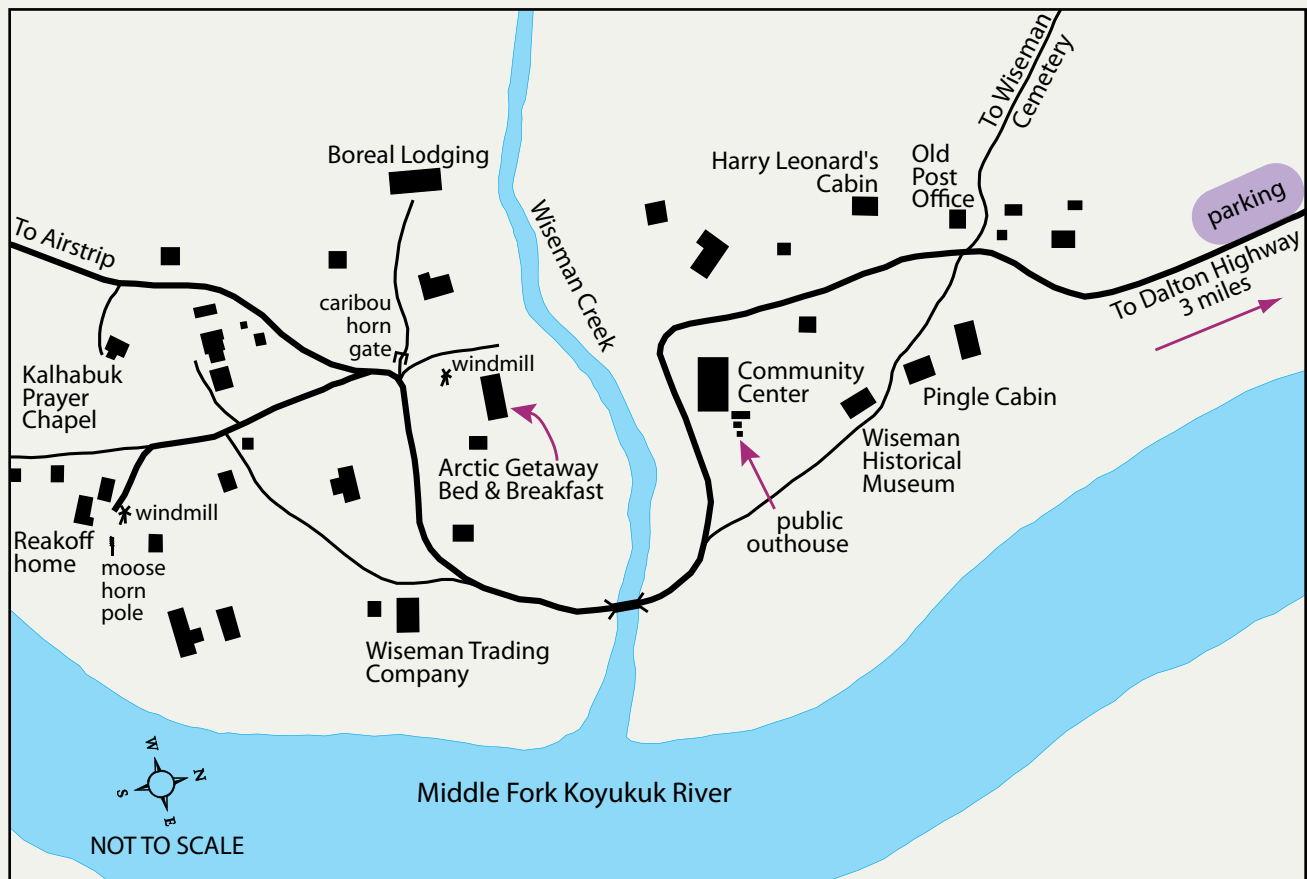 To Wiseman
Cemetery
Boreal Lodging
Harry Leonard's
Cabin
Old
Post
Office
parking
To Airstrip
Wiseman Creek
To Dalton Highway
3 miles
caribou
horn
gate
windmill
Kalhabuk
Prayer
Chapel
Community
Center
Pingle Cabin
Arctic Getaway
Bed & Breakfast
Wiseman
Historical
Museum
windmill
public
outhouse
Reakoff
home
moose
horn
pole
Wiseman Trading
Company
W
N
S
E
Middle Fork Koyukuk River
NOT TO SCALE